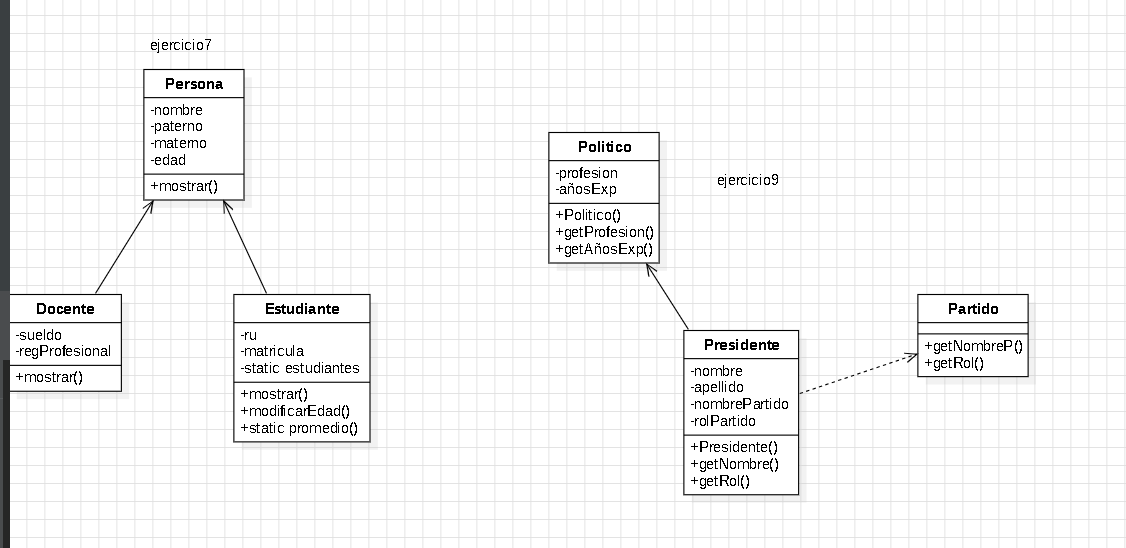 ejercicio7
Persona
-nombre
-paterno
-materno
-edad
+mostrar()
Docente
-sueldo
-regProfesional
+mostrar()
Estudiante
-ru
-matricula
-static estudiantes
+mostrar()
+modificarEdad()
+static promedio()
ejercicio9
Politico
-profesion
-añosExp
+Politico()
+getProfesion()
+getAñosExp()
Presidente
-nombre
-apellido
-nombrePartido
-rolPartido
+Presidente()
+getNombre()
+getRol()
Partido
+getNombreP()
+getRol()